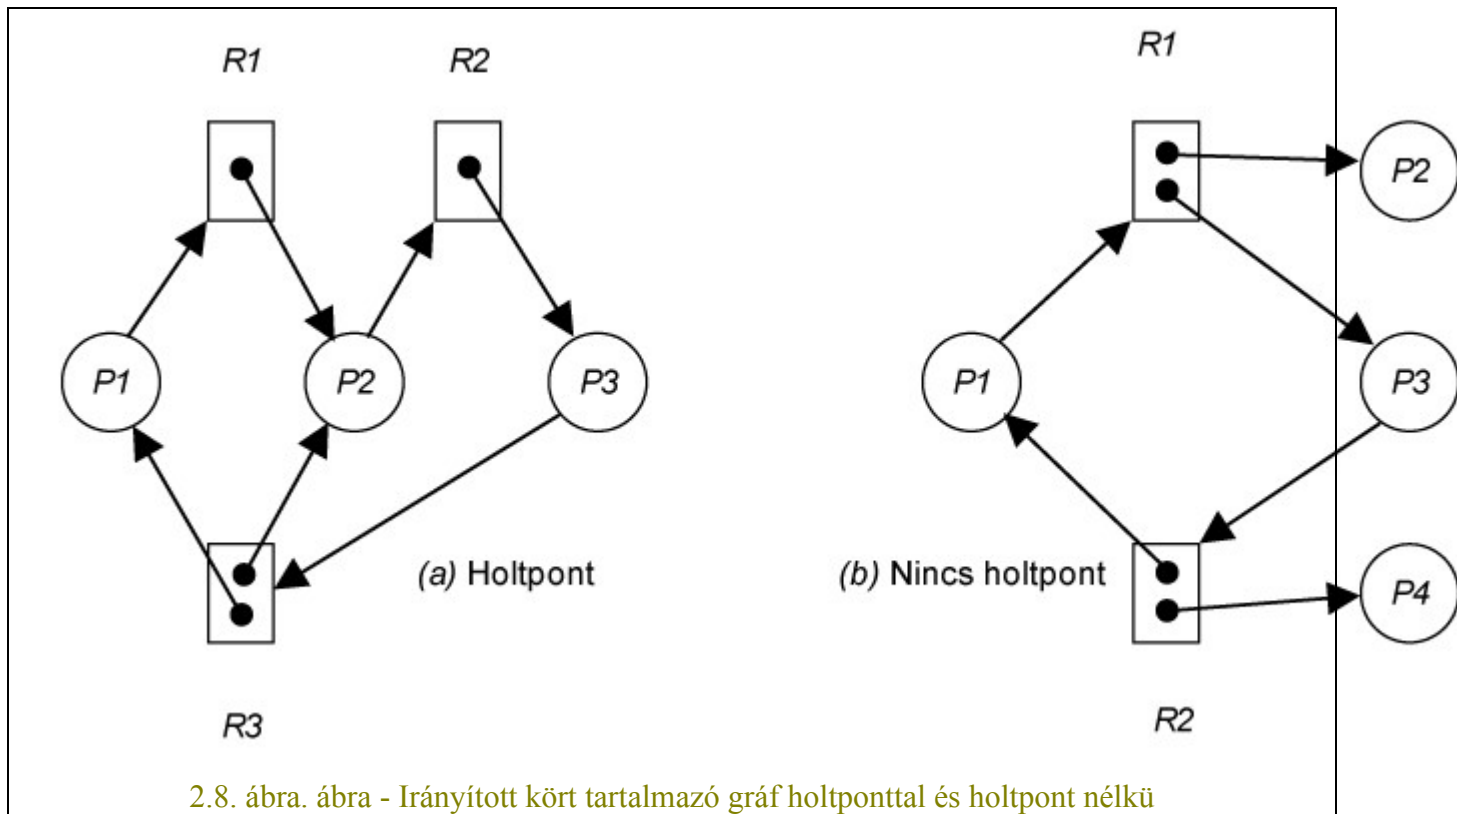 R1
R2
P1
P2
P3
(a) Holtpont
R3
R1
P2
P1
P3
(b) Nincs holtpont
P4
R2
2.8. ábra. ábra - Irányított kört tartalmazó gráf holtponttal és holtpont nélkü